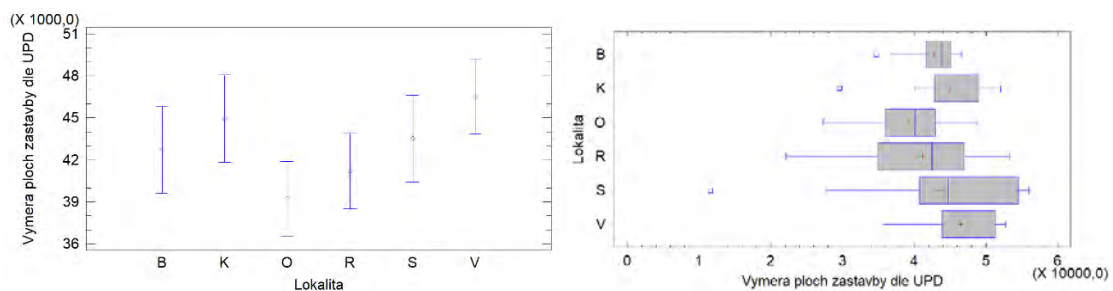 (X 1000,0)
51
48
45
42
39
36
Vymera ploch zastavby dle UPD
B K O R S V
Lokalita
B
K
O
R
S
V
Lokalita
0 1 2 3 4 5 6
(X 10000,0)
Vymera ploch zastavby dle UPD